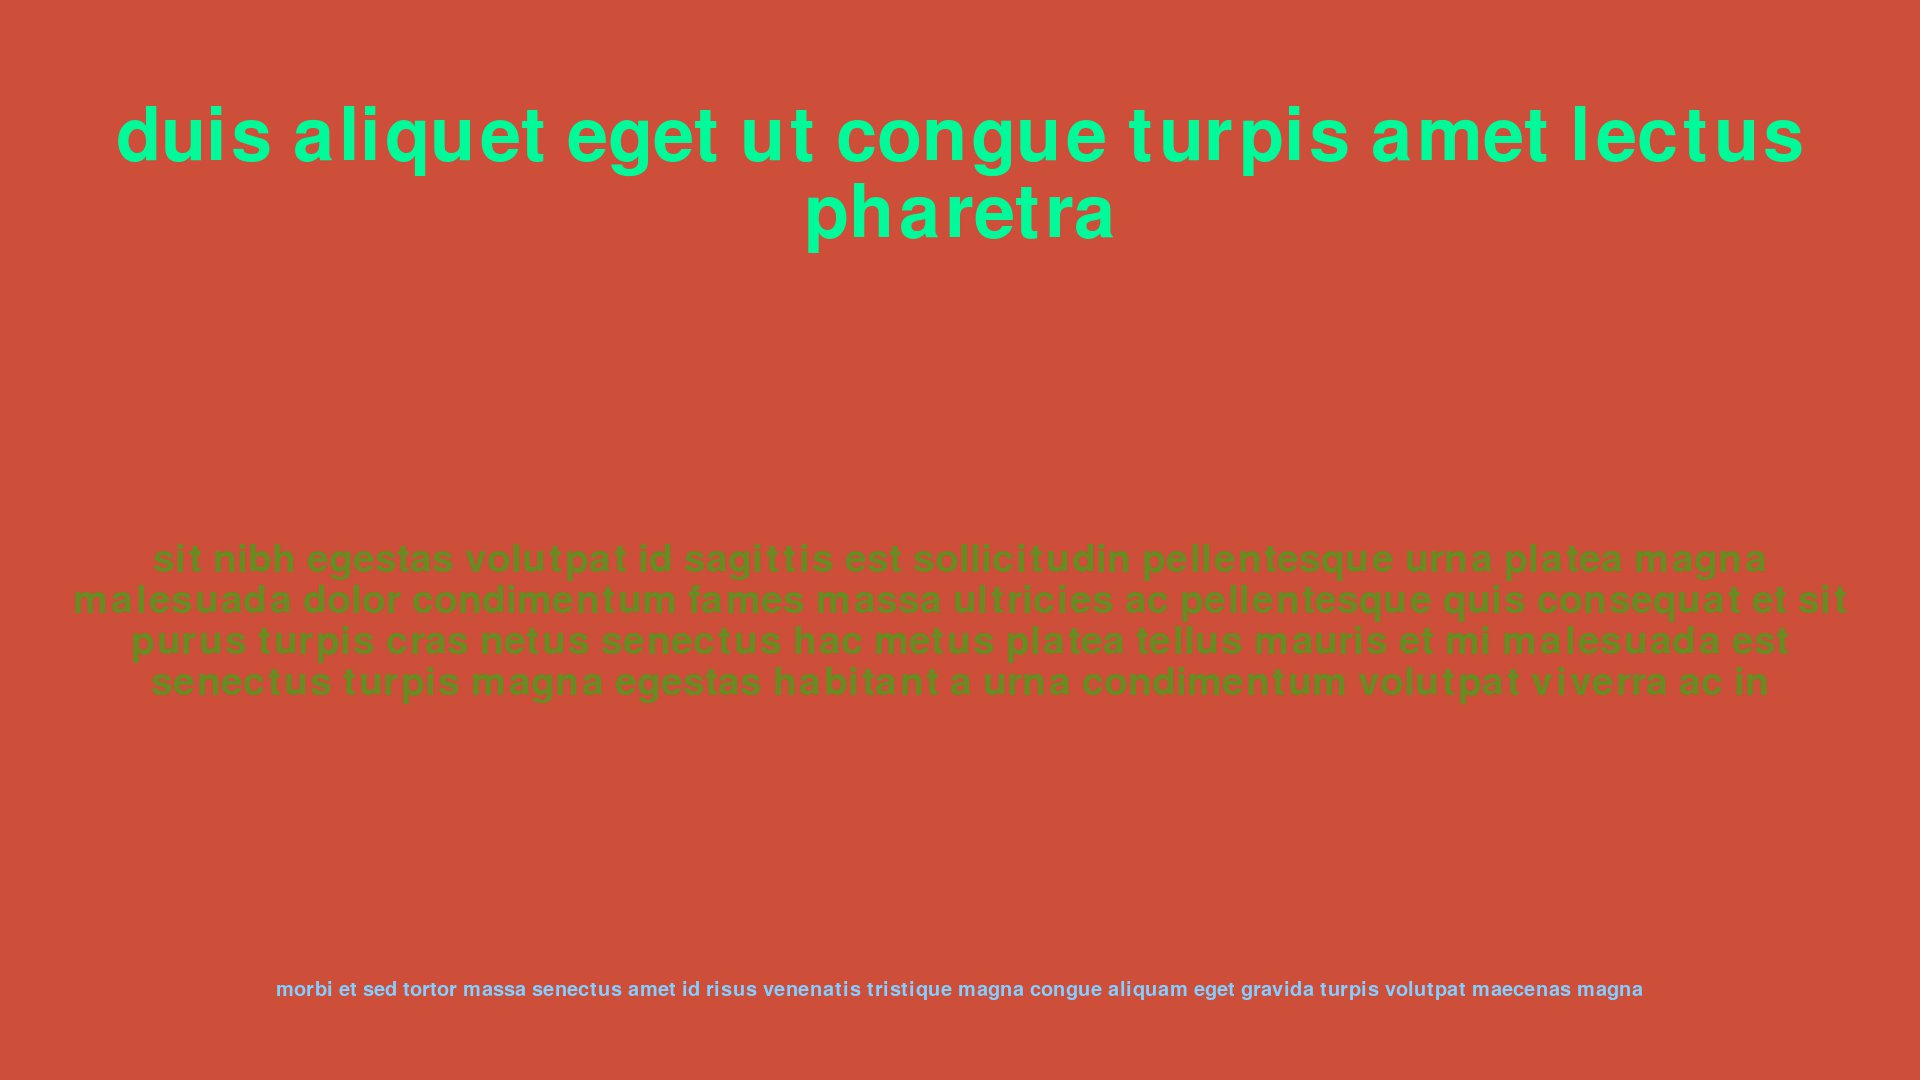 duis aliquet eget ut congue turpis amet lectus
pharetra
sit nibh egestas volutpat id sagittis est sollicitudin pellentesque urna platea magna
malesuada dolor condimentum fames massa ultricies ac pellentesque quis consequat et sit
purus turpis cras netus senectus hac metus platea tellus mauris et mi malesuada est
senectus turpis magna egestas habitant a urna condimentum volutpat viverra ac in
morbi et sed tortor massa senectus amet id risus venenatis tristique magna congue aliquam eget gravida turpis volutpat maecenas magna